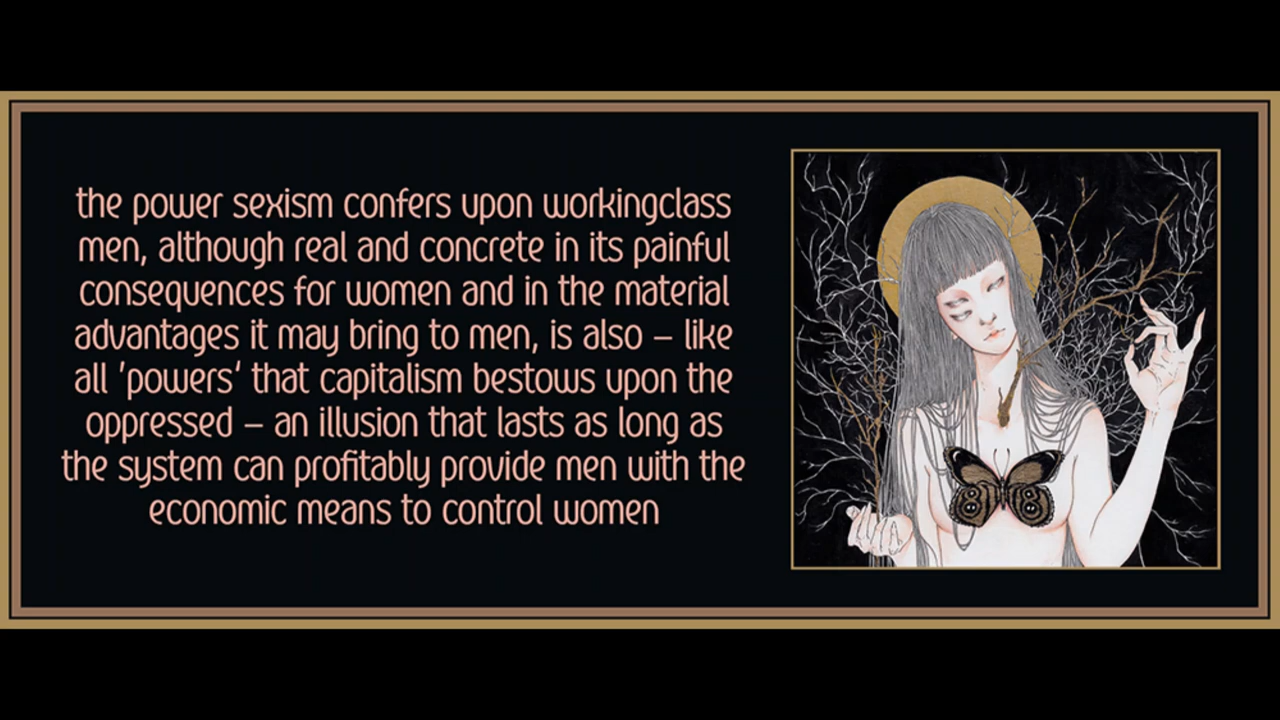 the power sexism confers upon workingclass
men, although real and concrete in its painful
consequences for women and in the material
advantages it may bring to men, is also – like
all 'powers' that capitalism bestows upon the
oppressed – an illusion that lasts as long as
the system can profitably provide men with the
economic means to control women